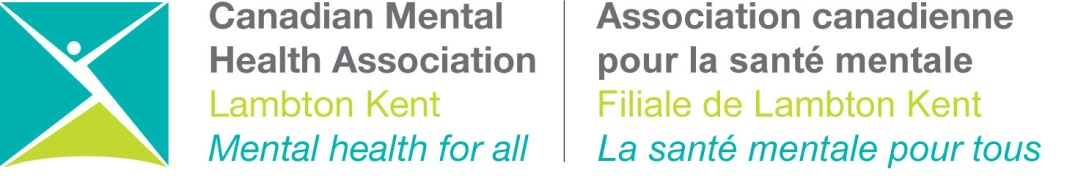 Canadian Mental
Health Association
Lambton Kent
Mental health for all
Association canadienne
pour la santé mentale
Filiale de Lambton Kent
La santé mentale pour tous